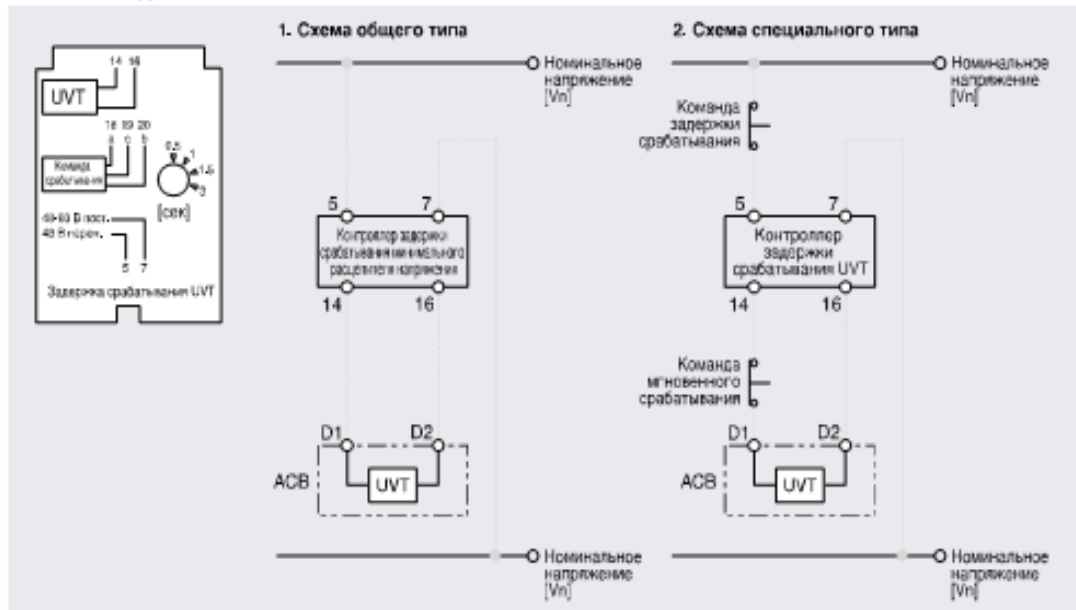 14 16
UVT
18 19 20
a c b
Команда
срабатывания
0,5
1
1.5
3
[сек]
48-60 В пост.
48 В перем.
5 7
Задержка срабатывания UVT
1. Схема общего типа
Номинальное
напряжение
[Vn]
5 7
Контроллер задержки
срабатывания минимального
расцепителя напряжения
14 16
D1 D2
ACB
UVT
Номинальное
напряжение
[Vn]
2. Схема специального типа
Номинальное
напряжение
[Vn]
Команда
задержки
срабатывания
5 7
Контроллер
задержки
срабатывания UVT
14 16
Команда
мгновенного
срабатывания
D1 D2
ACB
UVT
Номинальное
напряжение
[Vn]